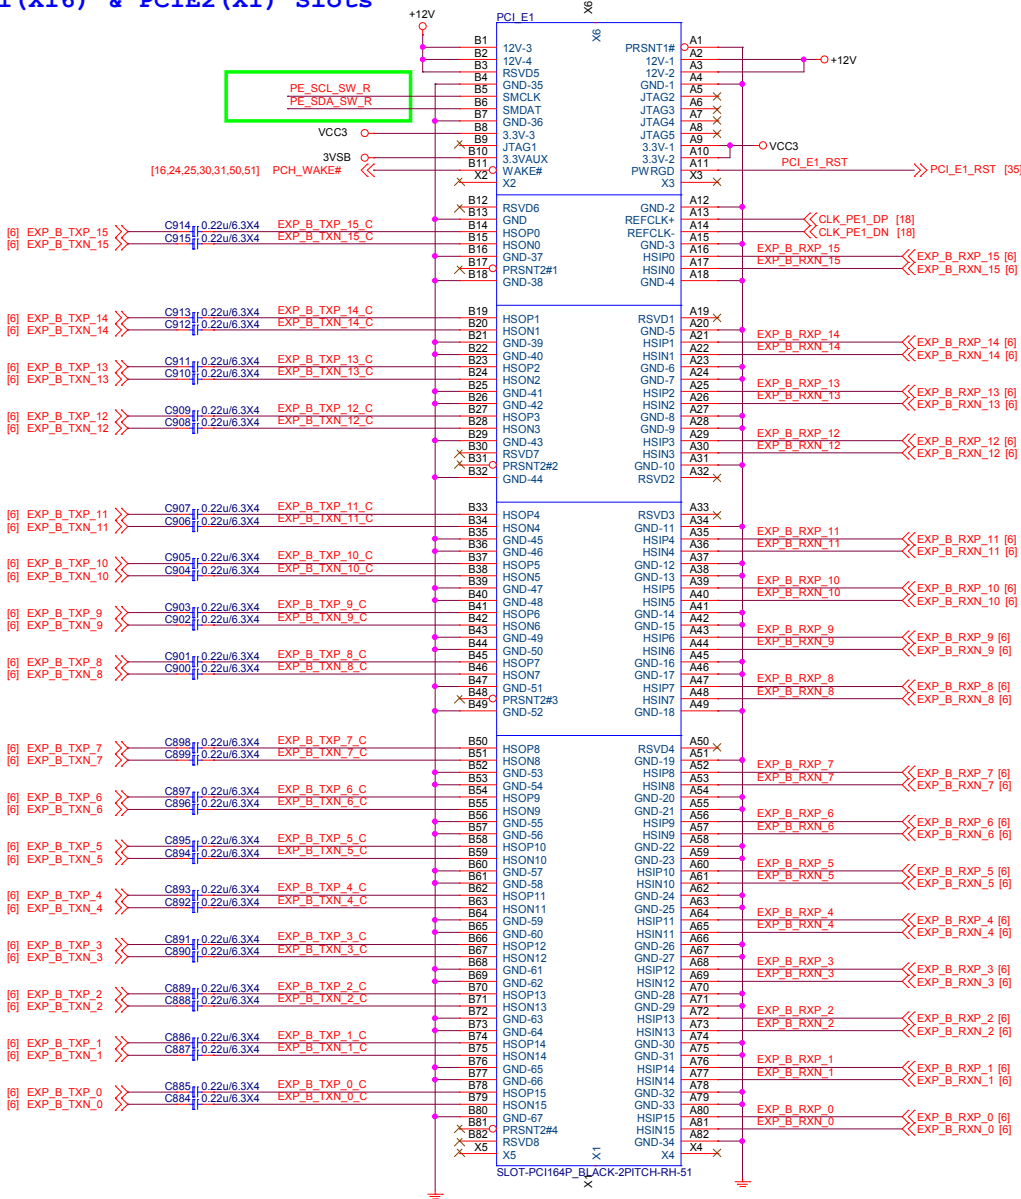 1(X16) & PCIE2(X1) Slots
+12V
PCI_E1
X6
X6
B1 12V-3 PRSNT1# A1
B2 12V-4 12V-1 A2
B3 RSVD5 12V-2 A3 +12V
B4 GND-35 GND-1 A4
PE_SCL_SW_R B5 SMCLK JTAG2 A5
PE_SDA_SW_R B6 SMDAT JTAG3 A6
B7 GND-36 JTAG4 A7
VCC3 B8 3.3V-3 JTAG5 A8
B9 JTAG1 3.3V-1 A9 VCC3
3VSB B10 3.3VAUX 3.3V-2 A10
[16,24,25,30,31,50,51] PCH_WAKE# B11 WAKE# PWRGD A11 PCI_E1_RST PCI_E1_RST [35]
X2 X2 X3 X3
B12 RSVD6 GND-2 A12
B13 GND REFCLK+ A13 CLK_PE1_DP [18]
[6] EXP_B_TXP_15 C914 0.22u/6.3X4 EXP_B_TXP_15_C B14 HSOP0 REFCLK- A14 CLK_PE1_DN [18]
[6] EXP_B_TXN_15 C915 0.22u/6.3X4 EXP_B_TXN_15_C B15 HSON0 GND-3 A15
B16 GND-37 HSIP0 A16 EXP_B_RXP_15 EXP_B_RXP_15 [6]
B17 PRSNT2#1 HSIN0 A17 EXP_B_RXN_15 EXP_B_RXN_15 [6]
B18 GND-38 GND-4 A18
[6] EXP_B_TXP_14 C913 0.22u/6.3X4 EXP_B_TXP_14_C B19 HSOP1 RSVD1 A19
[6] EXP_B_TXN_14 C912 0.22u/6.3X4 EXP_B_TXN_14_C B20 HSON1 GND-5 A20
B21 GND-39 HSIP1 A21 EXP_B_RXP_14 EXP_B_RXP_14 [6]
B22 GND-40 HSIN1 A22 EXP_B_RXN_14 EXP_B_RXN_14 [6]
[6] EXP_B_TXP_13 C911 0.22u/6.3X4 EXP_B_TXP_13_C B23 HSOP2 GND-6 A23
[6] EXP_B_TXN_13 C910 0.22u/6.3X4 EXP_B_TXN_13_C B24 HSON2 GND-7 A24
B25 GND-41 HSIP2 A25 EXP_B_RXP_13 EXP_B_RXP_13 [6]
B26 GND-42 HSIN2 A26 EXP_B_RXN_13 EXP_B_RXN_13 [6]
[6] EXP_B_TXP_12 C909 0.22u/6.3X4 EXP_B_TXP_12_C B27 HSOP3 GND-8 A27
[6] EXP_B_TXN_12 C908 0.22u/6.3X4 EXP_B_TXN_12_C B28 HSON3 GND-9 A28
B29 GND-43 HSIP3 A29 EXP_B_RXP_12 EXP_B_RXP_12 [6]
B30 RSVD7 HSIN3 A30 EXP_B_RXN_12 EXP_B_RXN_12 [6]
B31 PRSNT2#2 GND-10 A31
B32 GND-44 RSVD2 A32
[6] EXP_B_TXP_11 C907 0.22u/6.3X4 EXP_B_TXP_11_C B33 HSOP4 RSVD3 A33
[6] EXP_B_TXN_11 C906 0.22u/6.3X4 EXP_B_TXN_11_C B34 HSON4 GND-11 A34
B35 GND-45 HSIP4 A35 EXP_B_RXP_11 EXP_B_RXP_11 [6]
B36 GND-46 HSIN4 A36 EXP_B_RXN_11 EXP_B_RXN_11 [6]
[6] EXP_B_TXP_10 C905 0.22u/6.3X4 EXP_B_TXP_10_C B37 HSOP5 GND-12 A37
[6] EXP_B_TXN_10 C904 0.22u/6.3X4 EXP_B_TXN_10_C B38 HSON5 GND-13 A38
B39 GND-47 HSIP5 A39 EXP_B_RXP_10 EXP_B_RXP_10 [6]
B40 GND-48 HSIN5 A40 EXP_B_RXN_10 EXP_B_RXN_10 [6]
[6] EXP_B_TXP_9 C903 0.22u/6.3X4 EXP_B_TXP_9_C B41 HSOP6 GND-14 A41
[6] EXP_B_TXN_9 C902 0.22u/6.3X4 EXP_B_TXN_9_C B42 HSON6 GND-15 A42
B43 GND-49 HSIP6 A43 EXP_B_RXP_9 EXP_B_RXP_9 [6]
B44 GND-50 HSIN6 A44 EXP_B_RXN_9 EXP_B_RXN_9 [6]
[6] EXP_B_TXP_8 C901 0.22u/6.3X4 EXP_B_TXP_8_C B45 HSOP7 GND-16 A45
[6] EXP_B_TXN_8 C900 0.22u/6.3X4 EXP_B_TXN_8_C B46 HSON7 GND-17 A46
B47 GND-51 HSIP7 A47 EXP_B_RXP_8 EXP_B_RXP_8 [6]
B48 PRSNT2#3 HSIN7 A48 EXP_B_RXN_8 EXP_B_RXN_8 [6]
B49 GND-52 GND-18 A49
[6] EXP_B_TXP_7 C898 0.22u/6.3X4 EXP_B_TXP_7_C B50 HSOP8 RSVD4 A50
[6] EXP_B_TXN_7 C899 0.22u/6.3X4 EXP_B_TXN_7_C B51 HSON8 GND-19 A51
B52 GND-53 HSIP8 A52 EXP_B_RXP_7 EXP_B_RXP_7 [6]
B53 GND-54 HSIN8 A53 EXP_B_RXN_7 EXP_B_RXN_7 [6]
[6] EXP_B_TXP_6 C897 0.22u/6.3X4 EXP_B_TXP_6_C B54 HSOP9 GND-20 A54
[6] EXP_B_TXN_6 C896 0.22u/6.3X4 EXP_B_TXN_6_C B55 HSON9 GND-21 A55
B56 GND-55 HSIP9 A56 EXP_B_RXP_6 EXP_B_RXP_6 [6]
B57 GND-56 HSIN9 A57 EXP_B_RXN_6 EXP_B_RXN_6 [6]
[6] EXP_B_TXP_5 C895 0.22u/6.3X4 EXP_B_TXP_5_C B58 HSOP10 GND-22 A58
[6] EXP_B_TXN_5 C894 0.22u/6.3X4 EXP_B_TXN_5_C B59 HSON10 GND-23 A59
B60 GND-57 HSIP10 A60 EXP_B_RXP_5 EXP_B_RXP_5 [6]
B61 GND-58 HSIN10 A61 EXP_B_RXN_5 EXP_B_RXN_5 [6]
[6] EXP_B_TXP_4 C893 0.22u/6.3X4 EXP_B_TXP_4_C B62 HSOP11 GND-24 A62
[6] EXP_B_TXN_4 C892 0.22u/6.3X4 EXP_B_TXN_4_C B63 HSON11 GND-25 A63
B64 GND-59 HSIP11 A64 EXP_B_RXP_4 EXP_B_RXP_4 [6]
B65 GND-60 HSIN11 A65 EXP_B_RXN_4 EXP_B_RXN_4 [6]
[6] EXP_B_TXP_3 C891 0.22u/6.3X4 EXP_B_TXP_3_C B66 HSOP12 GND-26 A66
[6] EXP_B_TXN_3 C890 0.22u/6.3X4 EXP_B_TXN_3_C B67 HSON12 GND-27 A67
B68 GND-61 HSIP12 A68 EXP_B_RXP_3 EXP_B_RXP_3 [6]
B69 GND-62 HSIN12 A69 EXP_B_RXN_3 EXP_B_RXN_3 [6]
[6] EXP_B_TXP_2 C889 0.22u/6.3X4 EXP_B_TXP_2_C B70 HSOP13 GND-28 A70
[6] EXP_B_TXN_2 C888 0.22u/6.3X4 EXP_B_TXN_2_C B71 HSON13 GND-29 A71
B72 GND-63 HSIP13 A72 EXP_B_RXP_2 EXP_B_RXP_2 [6]
B73 GND-64 HSIN13 A73 EXP_B_RXN_2 EXP_B_RXN_2 [6]
[6] EXP_B_TXP_1 C886 0.22u/6.3X4 EXP_B_TXP_1_C B74 HSOP14 GND-30 A74
[6] EXP_B_TXN_1 C887 0.22u/6.3X4 EXP_B_TXN_1_C B75 HSON14 GND-31 A75
B76 GND-65 HSIP14 A76 EXP_B_RXP_1 EXP_B_RXP_1 [6]
B77 GND-66 HSIN14 A77 EXP_B_RXN_1 EXP_B_RXN_1 [6]
[6] EXP_B_TXP_0 C885 0.22u/6.3X4 EXP_B_TXP_0_C B78 HSOP15 GND-32 A78
[6] EXP_B_TXN_0 C884 0.22u/6.3X4 EXP_B_TXN_0_C B79 HSON15 GND-33 A79
B80 GND-67 HSIP15 A80 EXP_B_RXP_0 EXP_B_RXP_0 [6]
B81 PRSNT2#4 HSIN15 A81 EXP_B_RXN_0 EXP_B_RXN_0 [6]
B82 RSVD8 GND-34 A82
X5 X5 X1 X4 X4
SLOT-PCI164P_BLACK-2PITCH-RH-51
X1